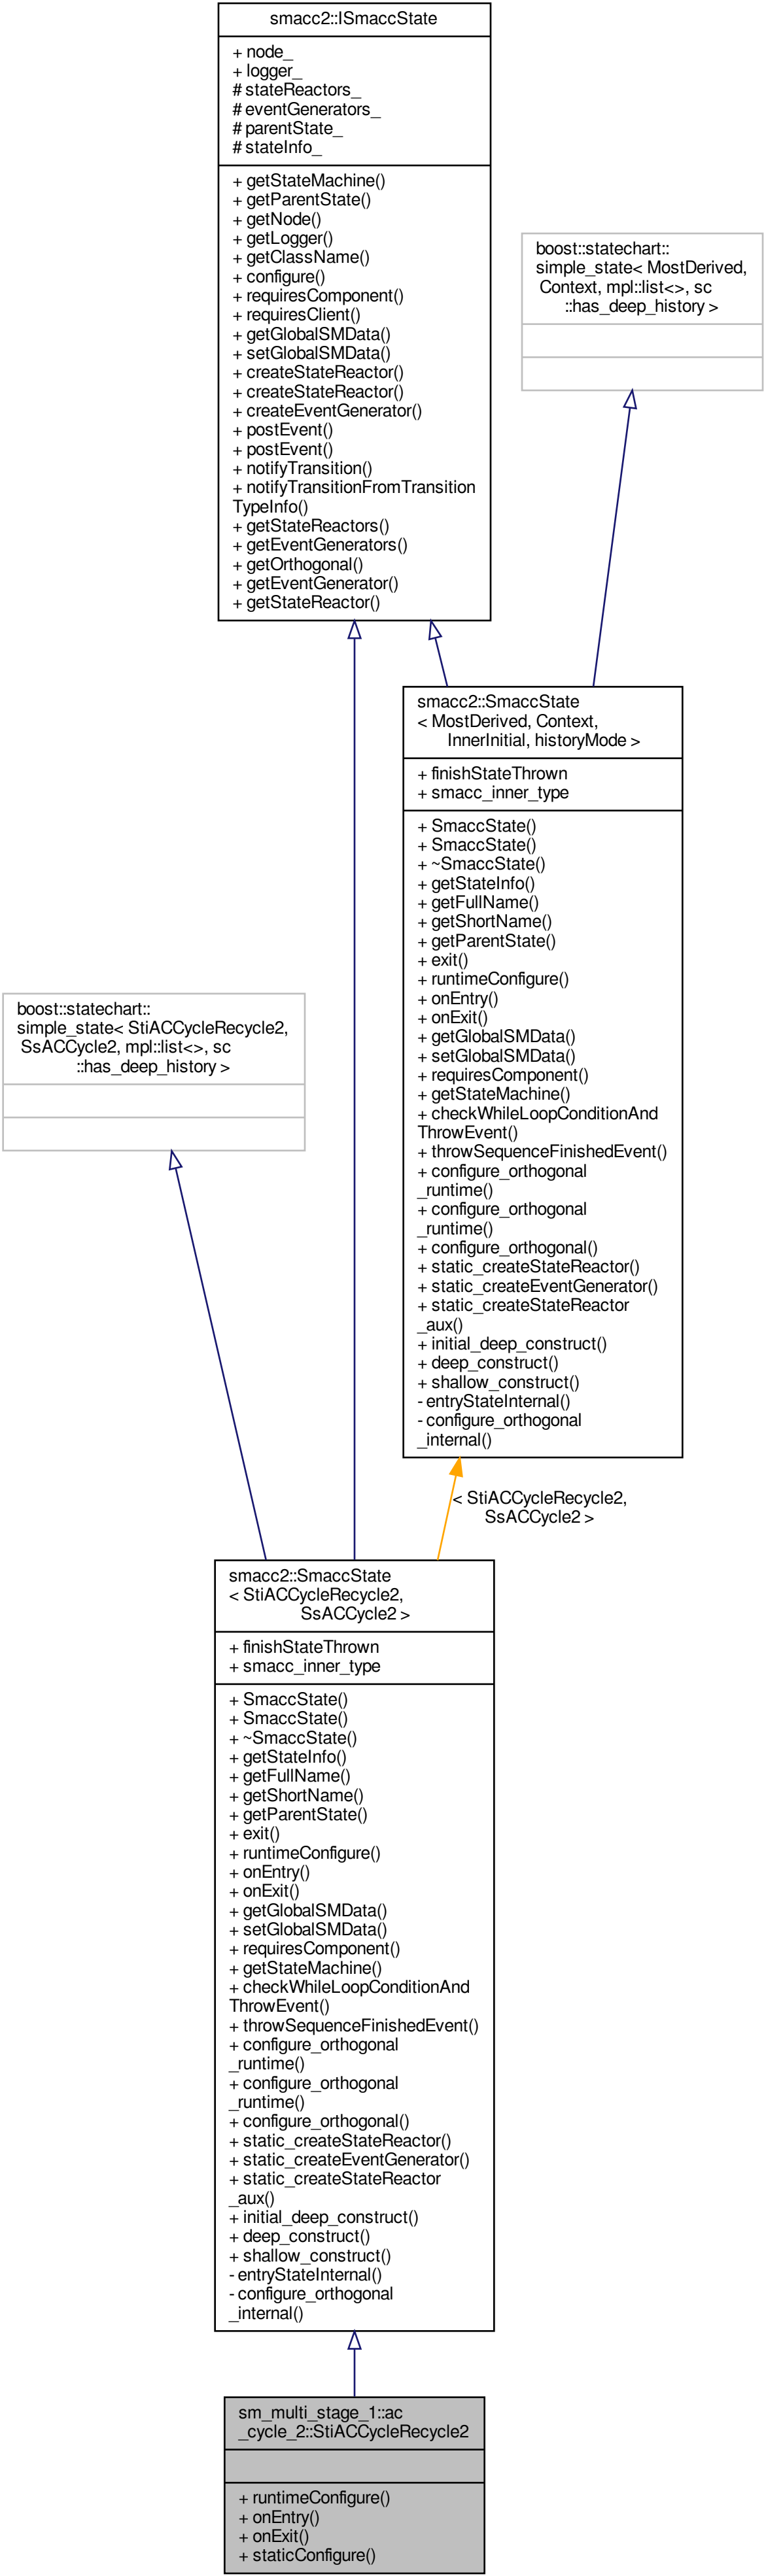 smacc2::ISmaccState
+ node_
+ logger_
# stateReactors_
# eventGenerators_
# parentState_
# stateInfo_
+ getStateMachine()
+ getParentState()
+ getNode()
+ getLogger()
+ getClassName()
+ configure()
+ requiresComponent()
+ requiresClient()
+ getGlobalSMData()
+ setGlobalSMData()
+ createStateReactor()
+ createStateReactor()
+ createEventGenerator()
+ postEvent()
+ postEvent()
+ notifyTransition()
+ notifyTransitionFromTransition
TypeInfo()
+ getStateReactors()
+ getEventGenerators()
+ getOrthogonal()
+ getEventGenerator()
+ getStateReactor()
boost::statechart::
simple_state< MostDerived,
Context, mpl::list<>, sc
::has_deep_history >
smacc2::SmaccState
< MostDerived, Context,
InnerInitial, historyMode >
+ finishStateThrown
+ smacc_inner_type
+ SmaccState()
+ SmaccState()
+ ~SmaccState()
+ getStateInfo()
+ getFullName()
+ getShortName()
+ getParentState()
+ exit()
+ runtimeConfigure()
+ onEntry()
+ onExit()
+ getGlobalSMData()
+ setGlobalSMData()
+ requiresComponent()
+ getStateMachine()
+ checkWhileLoopConditionAnd
ThrowEvent()
+ throwSequenceFinishedEvent()
+ configure_orthogonal
_runtime()
+ configure_orthogonal
_runtime()
+ configure_orthogonal()
+ static_createStateReactor()
+ static_createEventGenerator()
+ static_createStateReactor
_aux()
+ initial_deep_construct()
+ deep_construct()
+ shallow_construct()
- entryStateInternal()
- configure_orthogonal
_internal()
boost::statechart::
simple_state< StiACCycleRecycle2,
SsACCycle2, mpl::list<>, sc
::has_deep_history >
< StiACCycleRecycle2,
SsACCycle2 >
smacc2::SmaccState
< StiACCycleRecycle2,
SsACCycle2 >
+ finishStateThrown
+ smacc_inner_type
+ SmaccState()
+ SmaccState()
+ ~SmaccState()
+ getStateInfo()
+ getFullName()
+ getShortName()
+ getParentState()
+ exit()
+ runtimeConfigure()
+ onEntry()
+ onExit()
+ getGlobalSMData()
+ setGlobalSMData()
+ requiresComponent()
+ getStateMachine()
+ checkWhileLoopConditionAnd
ThrowEvent()
+ throwSequenceFinishedEvent()
+ configure_orthogonal
_runtime()
+ configure_orthogonal
_runtime()
+ configure_orthogonal()
+ static_createStateReactor()
+ static_createEventGenerator()
+ static_createStateReactor
_aux()
+ initial_deep_construct()
+ deep_construct()
+ shallow_construct()
- entryStateInternal()
- configure_orthogonal
_internal()
sm_multi_stage_1::ac
_cycle_2::StiACCycleRecycle2
+ runtimeConfigure()
+ onEntry()
+ onExit()
+ staticConfigure()